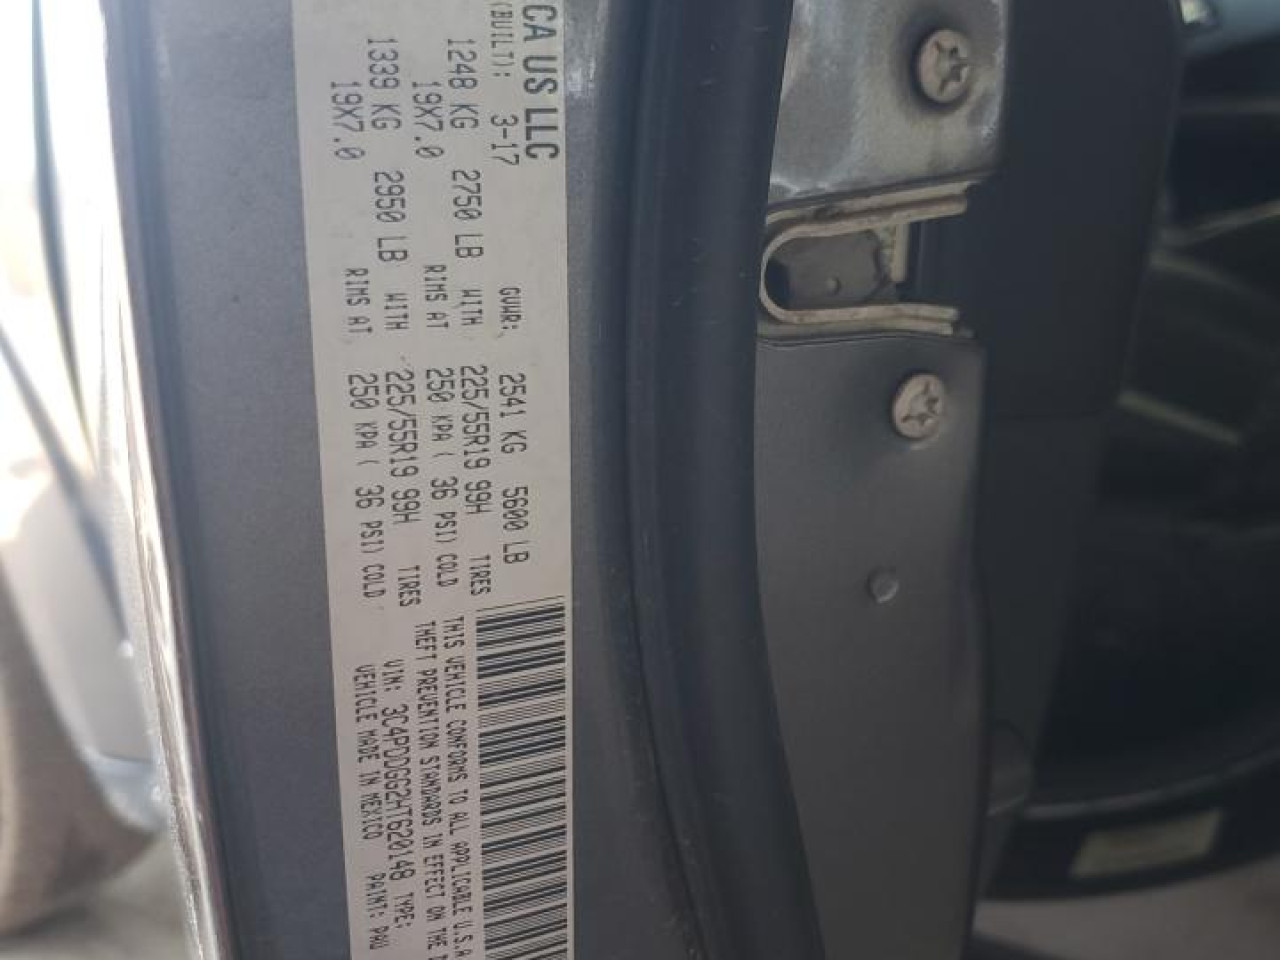 CA US LLC
(BUILT): 3-17 GVWR: 2541 KG 5600 LB
1248 KG 2750 LB WITH 225/55R19 99H TIRES
19X7.0 RIMS AT 250 KPA ( 36 PSI) COLD
1339 KG 2950 LB WITH 225/55R19 99H TIRES
19X7.0 RIMS AT 250 KPA ( 36 PSI) COLD
THIS VEHICLE CONFORMS TO ALL APPLICABLE U.S.A
THEFT PREVENTION STANDARDS IN EFFECT ON THE D
VIN: 3C4PDDGG2HT620148 TYPE:
VEHICLE MADE IN MEXICO PAINT: PAU